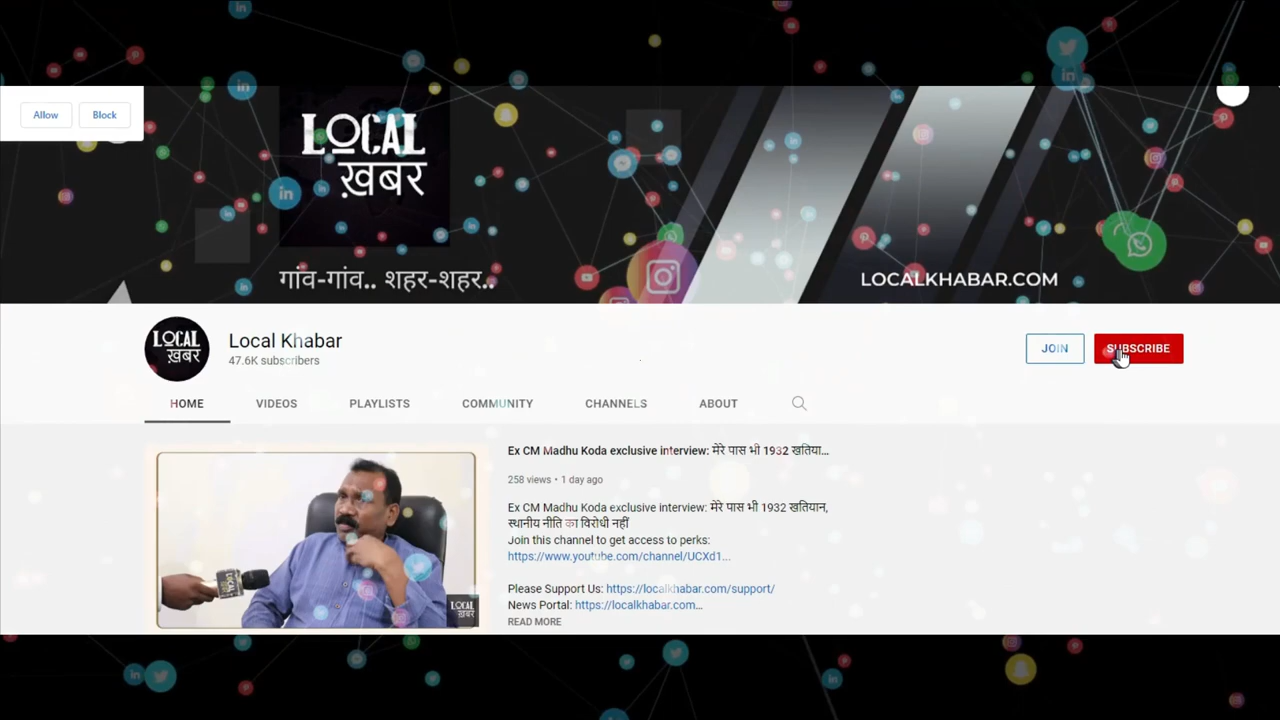 Allow
Block
LOCAL
ख़बर
गांव-गांव.. शहर-शहर..
LOCALKHABAR.COM
LOCAL
ख़बर
Local Khabar
47.6K subscribers
JOIN
SUBSCRIBE
HOME
VIDEOS
PLAYLISTS
COMMUNITY
CHANNELS
ABOUT
Ex CM Madhu Koda exclusive interview: मेरे पास भी 1932 खतिया...
258 views • 1 day ago
Ex CM Madhu Koda exclusive interview: मेरे पास भी 1932 खतियान,
स्थानीय नीति का विरोधी नहीं
Join this channel to get access to perks:
https://www.youtube.com/channel/UCXd1...
Please Support Us: https://localkhabar.com/support/
News Portal: https://localkhabar.com...
READ MORE
LOCAL
LOCAL
ख़बर